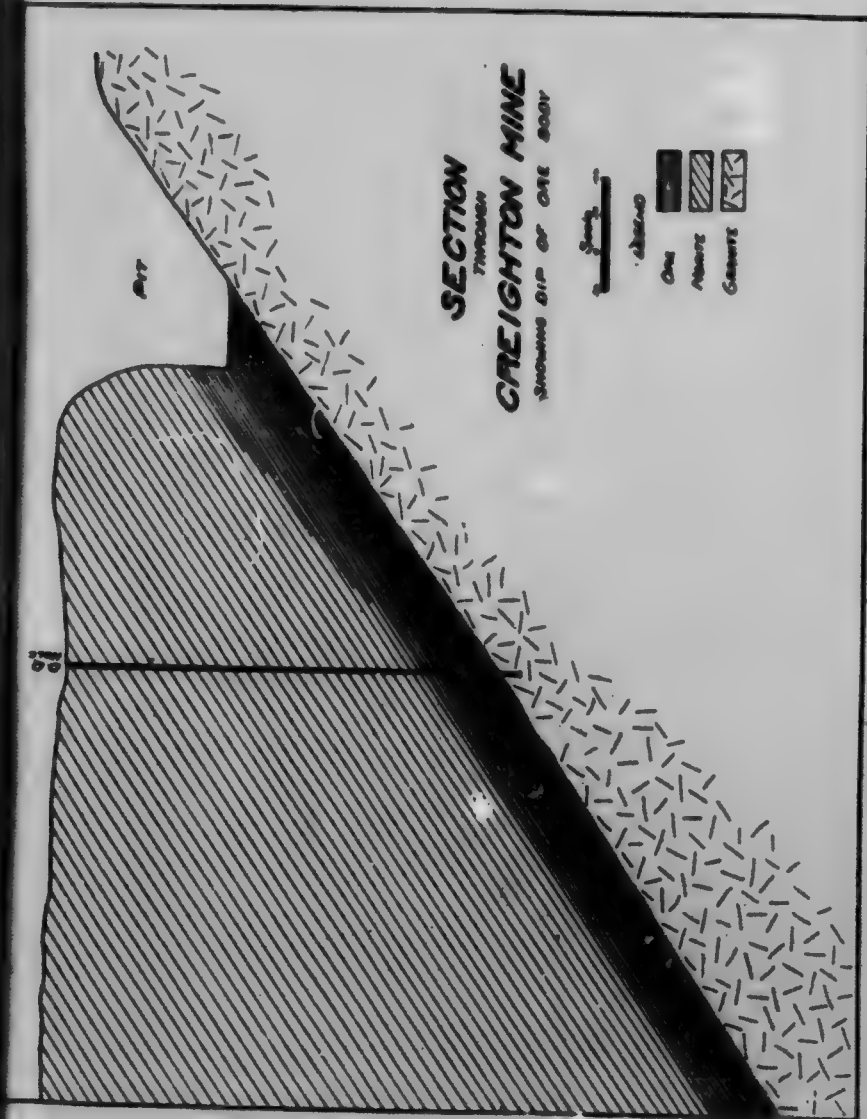 SECTION
THROUGH
CREIGHTON MINE
SHOWING DIP OF ORE BODY
LEGEND
ORE
NORITE
GRANITE
PIT